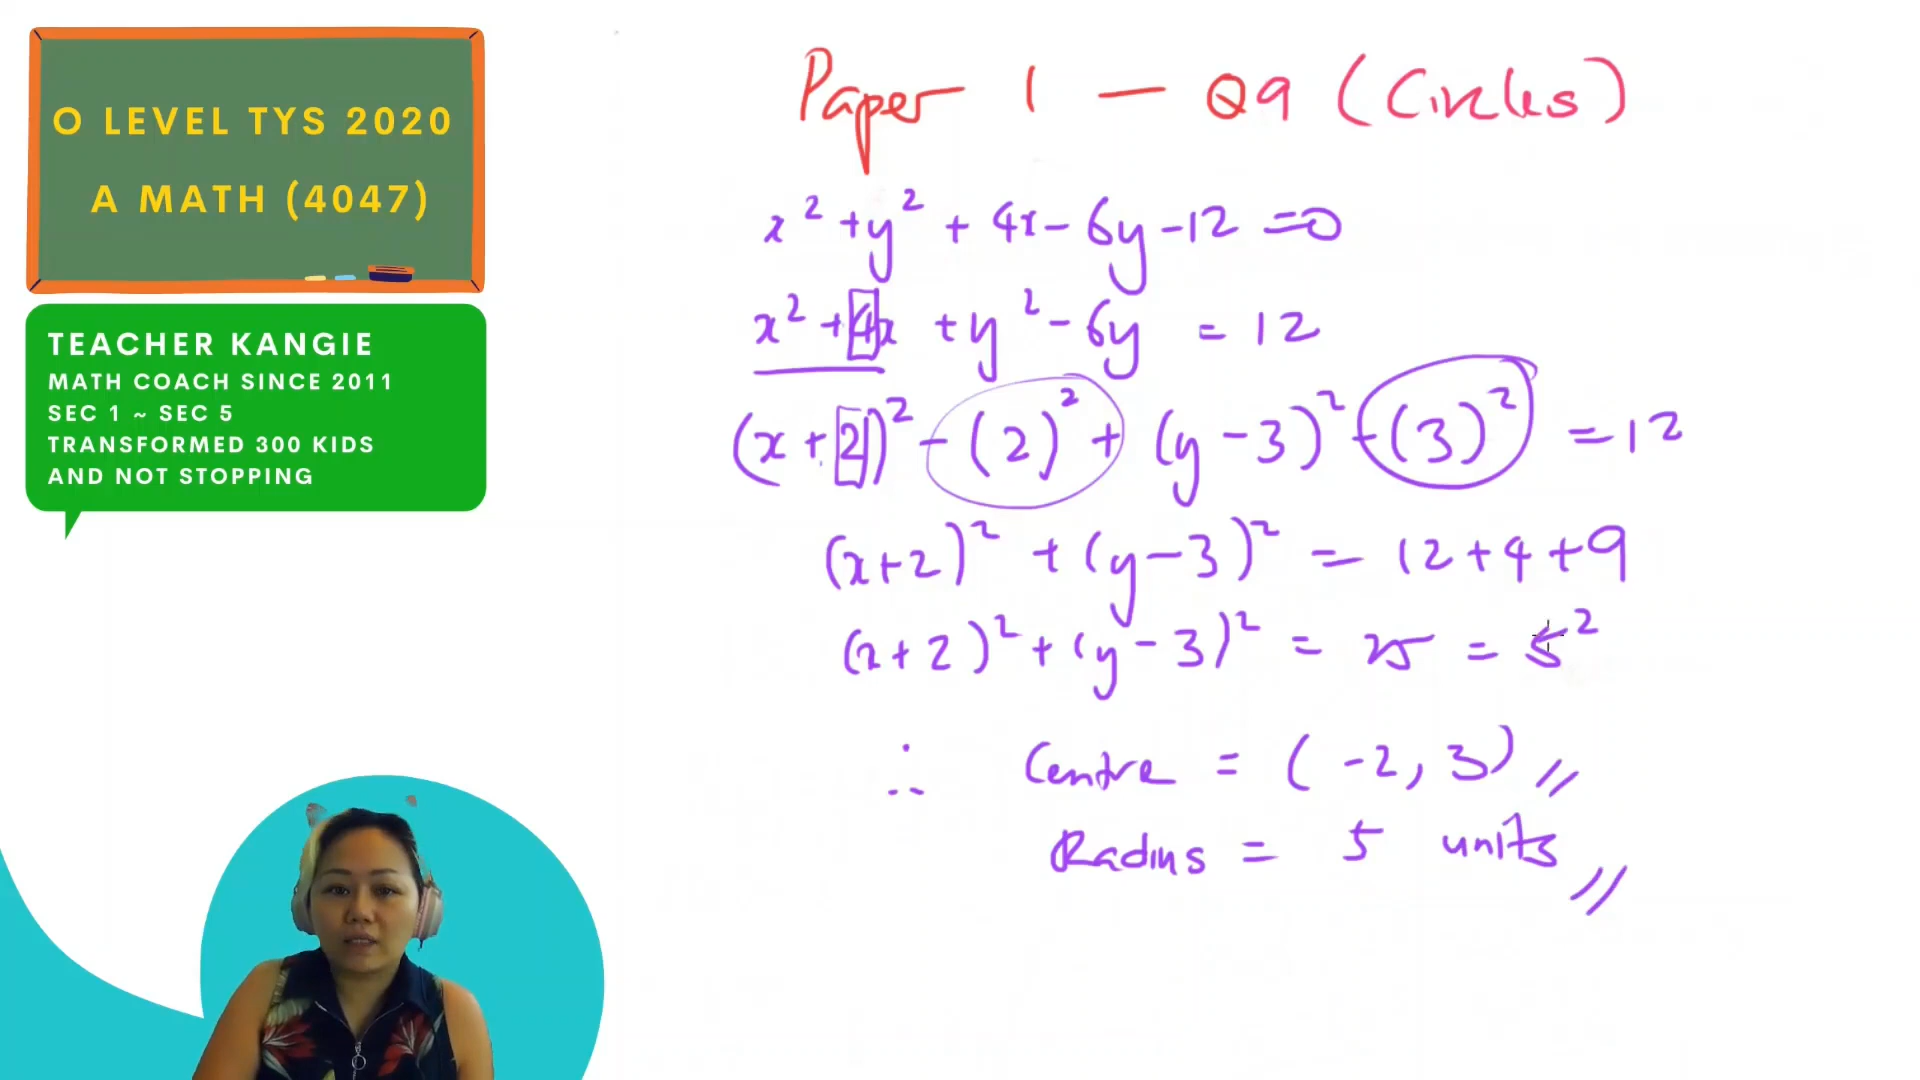 O LEVEL TYS 2020
A MATH (4047)
TEACHER KANGIE
MATH COACH SINCE 2011
SEC 1 ~ SEC 5
TRANSFORMED 300 KIDS
AND NOT STOPPING
Paper 1 — Q9 (Circles)
x² + y² + 4x - 6y - 12 = 0
x² + 4x + y² - 6y = 12
(x + 2)² - (2)² + (y - 3)² - (3)² = 12
(x+2)² + (y-3)² = 12+4+9
(x+2)² + (y-3)² = 25 = 5²
∴ Centre = (-2, 3) //
Radius = 5 units //